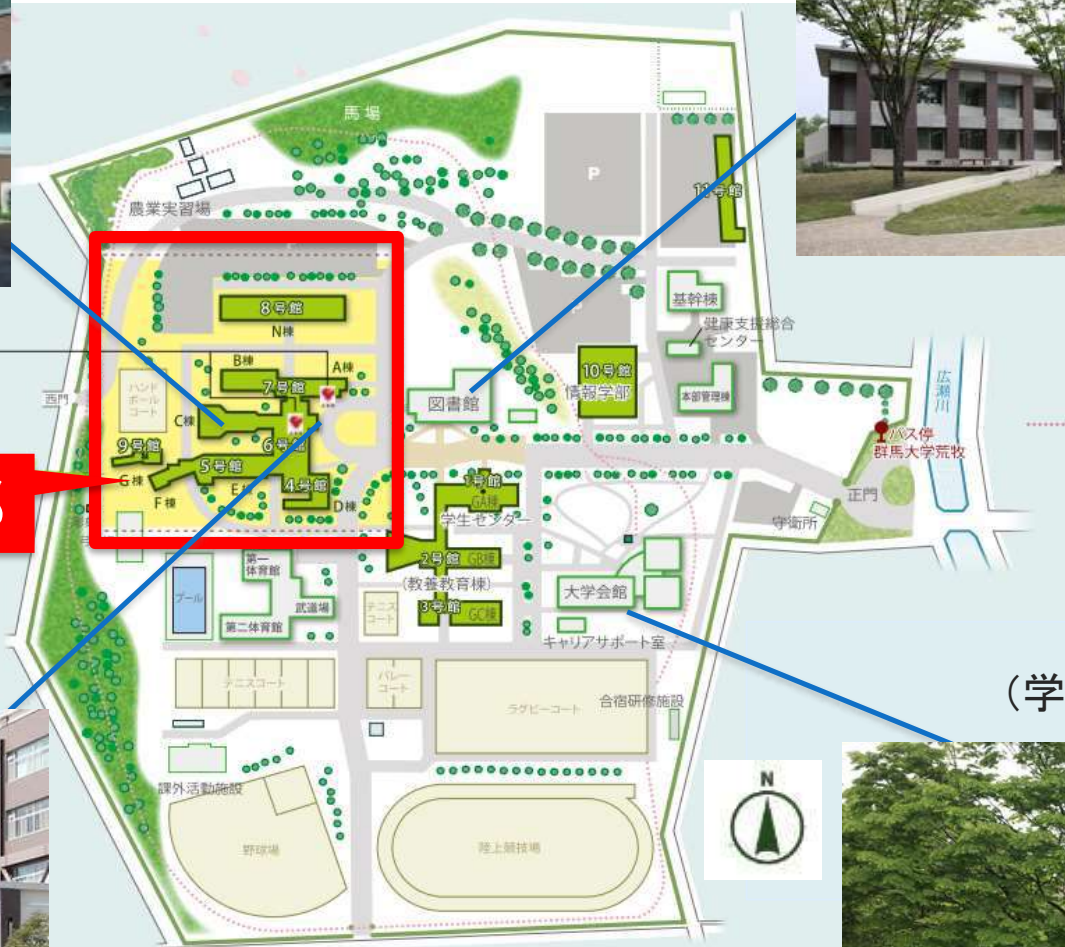 馬場
農業実習場
P
11号館
基幹棟
健康支援総合
センター
8号館
N棟
B棟
A棟
7号館
西門
ハンド
ボール
コート
C棟
6号館
9号館
5号館
4号館
G棟
F棟
E棟
D棟
図書館
10号館
情報学部
本部管理棟
広瀬川
バス停
群馬大学荒牧
正門
守衛所
1号館
GA棟
学生センター
2号館
GB棟
(教養教育棟)
3号館
GC棟
大学会館
キャリアサポート室
第一
体育館
武道場
第二体育館
プール
テニス
コート
テニスコート
バレー
コート
ラグビーコート
合宿研修施設
(学
課外活動施設
野球場
陸上競技場
N